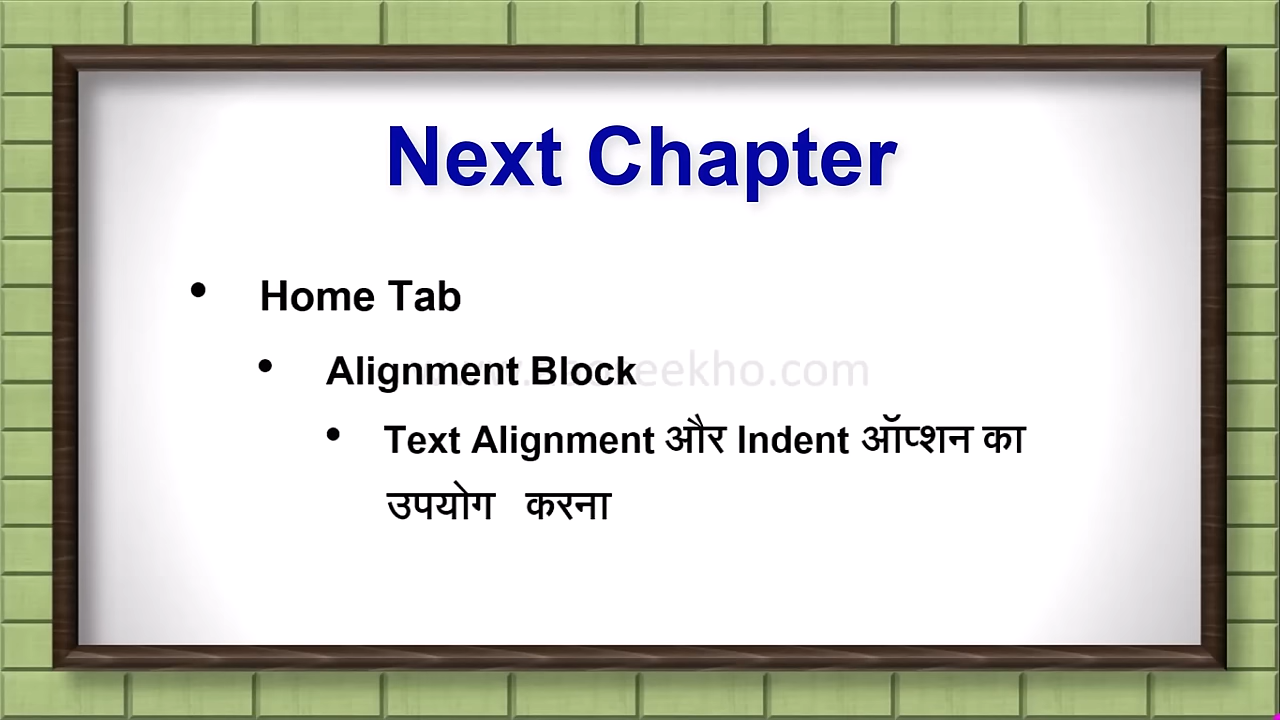 Next Chapter
• Home Tab
• Alignment Block
• Text Alignment और Indent ऑप्शन का
उपयोग करना